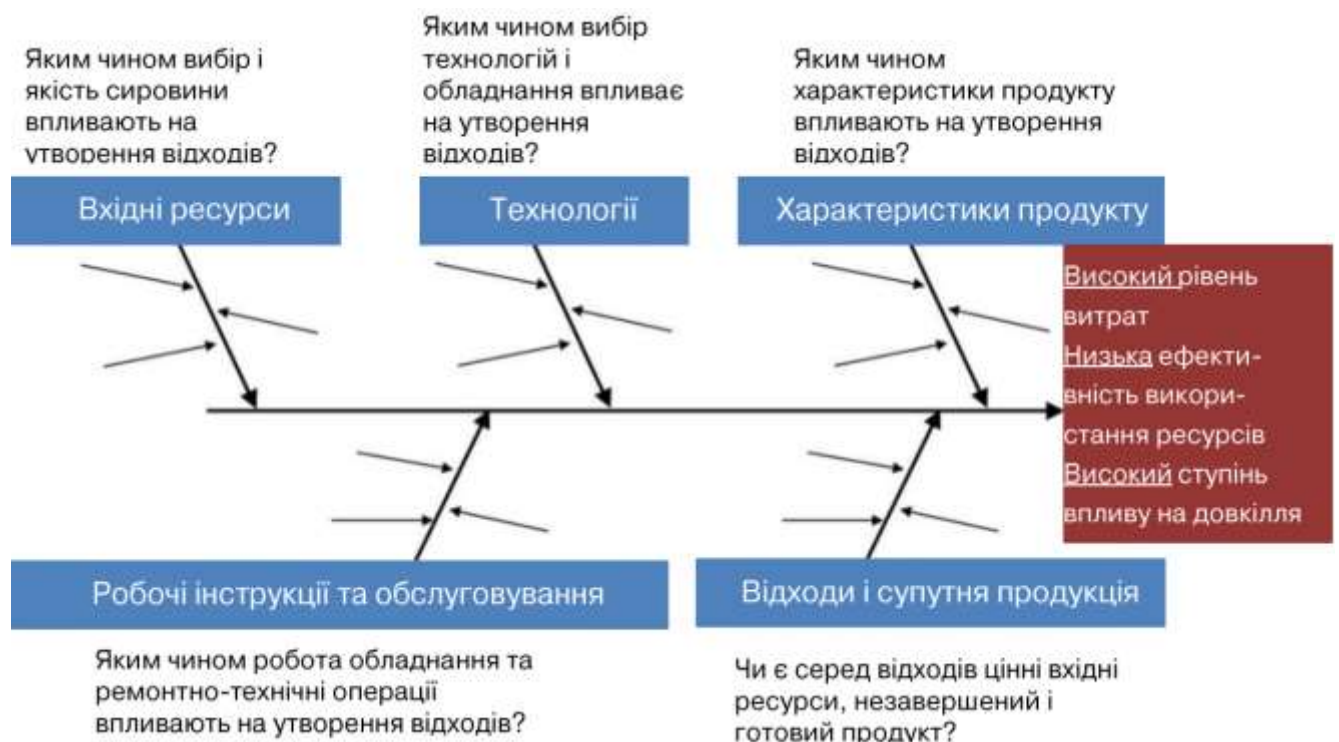 Яким чином вибір і
якість сировини
впливають на
утворення відходів?
Яким чином вибір
технологій і
обладнання впливає
на утворення
відходів?
Яким чином
характеристики продукту
впливають на утворення
відходів?
Вхідні ресурси
Технології
Характеристики продукту
Високий рівень
витрат
Низька ефекти-
вність викори-
стання ресурсів
Високий ступінь
впливу на довкілля
Робочі інструкції та обслуговування
Відходи і супутня продукція
Яким чином робота обладнання та
ремонтно-технічні операції
впливають на утворення відходів?
Чи є серед відходів цінні вхідні
ресурси, незавершений і
готовий продукт?